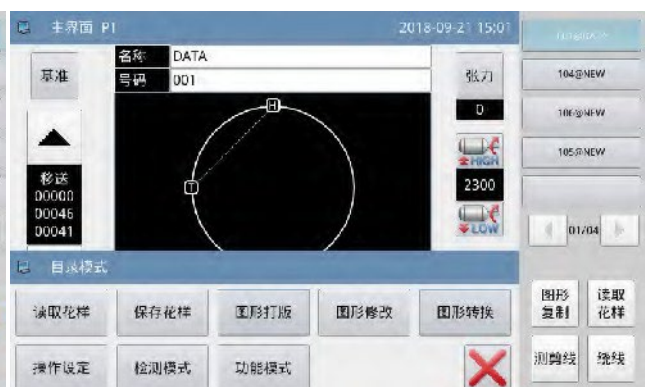 主界面 P1
2018-09-21 15:01
名称 DATA
号码 001
基准
张力
0
HIGH
2300
LOW
移送
00000
00046
00041
H
T
104@NEW
106@NEW
105@NEW
01/04
目录模式
读取花样
保存花样
图形打版
图形修改
图形转换
操作设定
检测模式
功能模式
图形
复制
读取
花样
测剪线
绕线